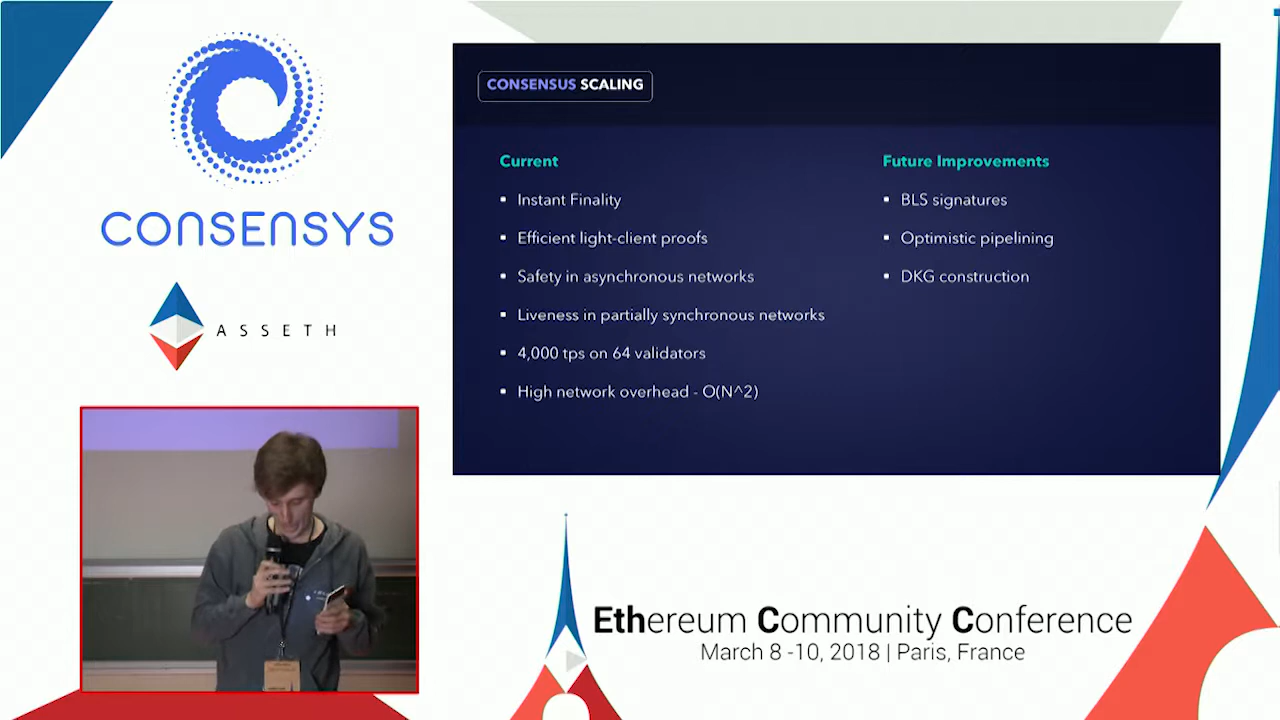 CONSENSYS
ASSETH
CONSENSUS SCALING
Current
Instant Finality
Efficient light-client proofs
Safety in asynchronous networks
Liveness in partially synchronous networks
4,000 tps on 64 validators
High network overhead - O(N^2)
Future Improvements
BLS signatures
Optimistic pipelining
DKG construction
Ethereum Community Conference
March 8 -10, 2018 | Paris, France